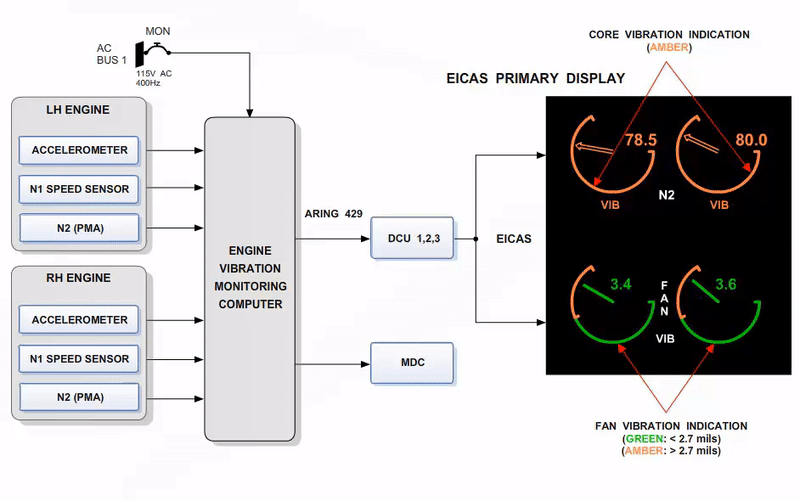 MON
AC
BUS 1
115V AC
400Hz
LH ENGINE
ACCELEROMETER
N1 SPEED SENSOR
N2 (PMA)
RH ENGINE
ACCELEROMETER
N1 SPEED SENSOR
N2 (PMA)
ENGINE
VIBRATION
MONITORING
COMPUTER
ARING 429
DCU 1,2,3
MDC
EICAS
CORE VIBRATION INDICATION
(AMBER)
EICAS PRIMARY DISPLAY
78.5
80.0
VIB
N2
VIB
3.4
F
A
N
3.6
VIB
FAN VIBRATION INDICATION
(GREEN: < 2.7 mils)
(AMBER: > 2.7 mils)